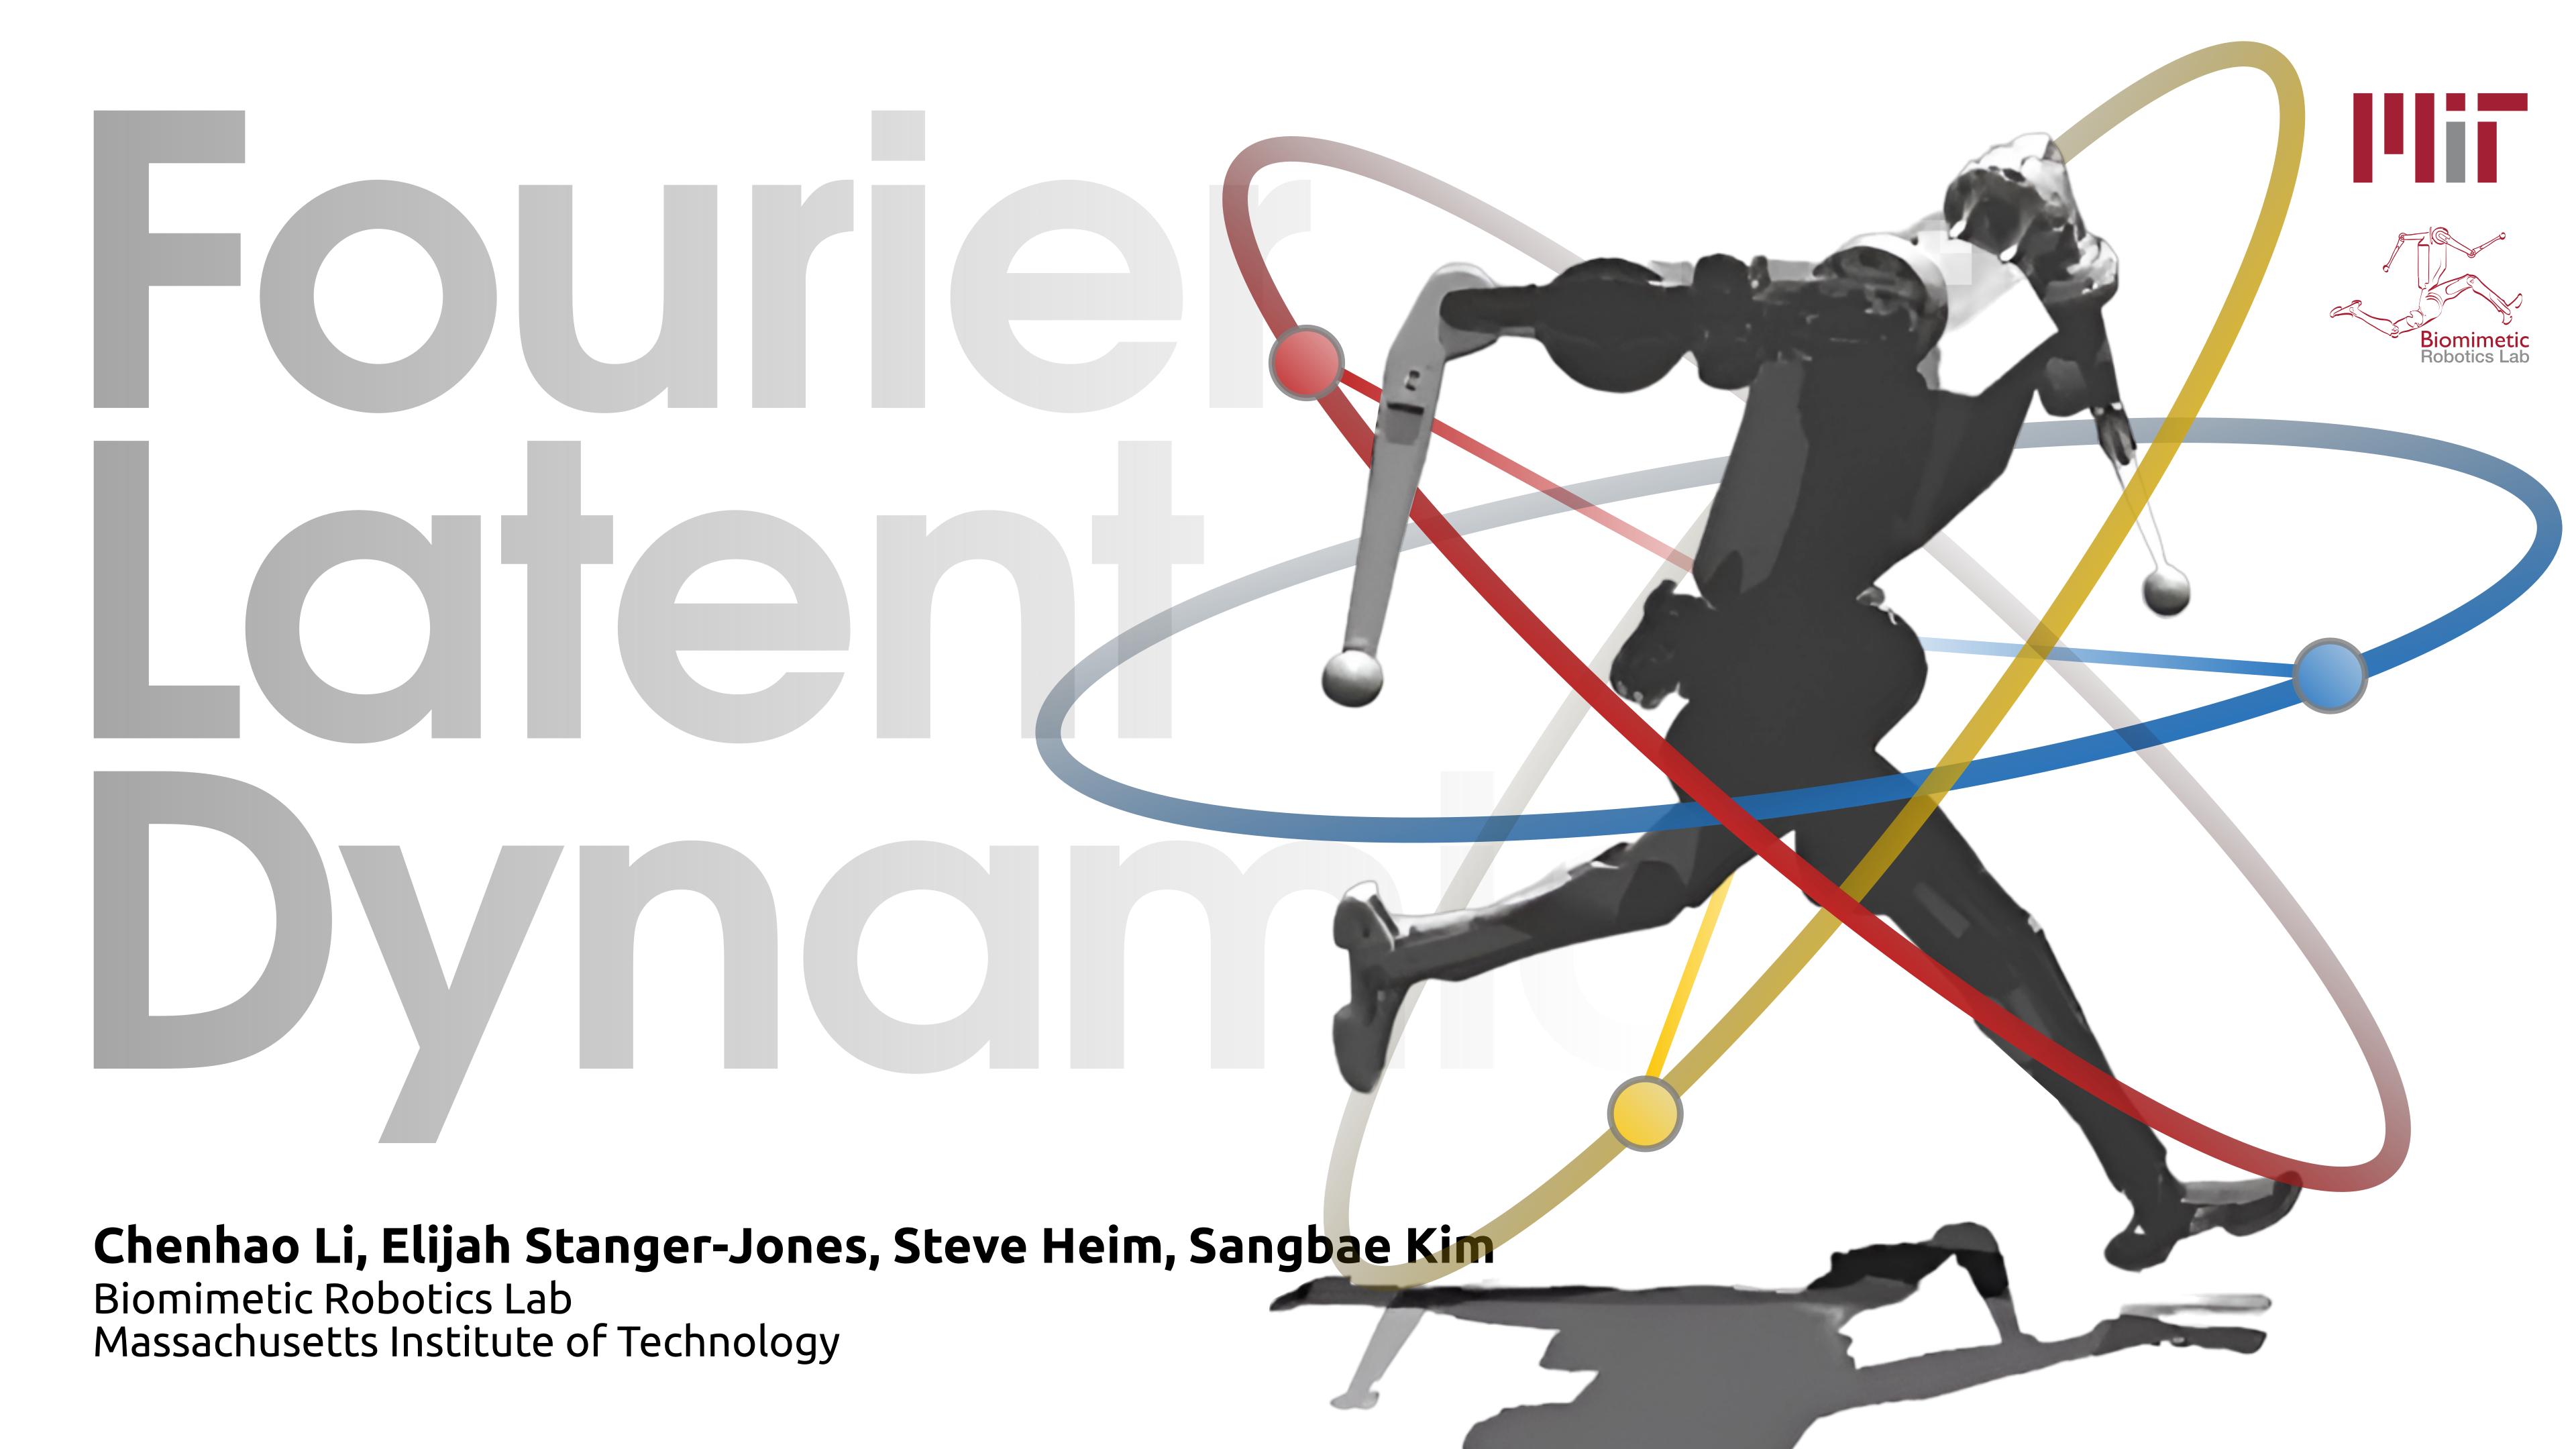 Fourier
Latent
Dynamic
Chenhao Li, Elijah Stanger-Jones, Steve Heim, Sangbae Kim
Biomimetic Robotics Lab
Massachusetts Institute of Technology
MIT
Biomimetic
Robotics Lab